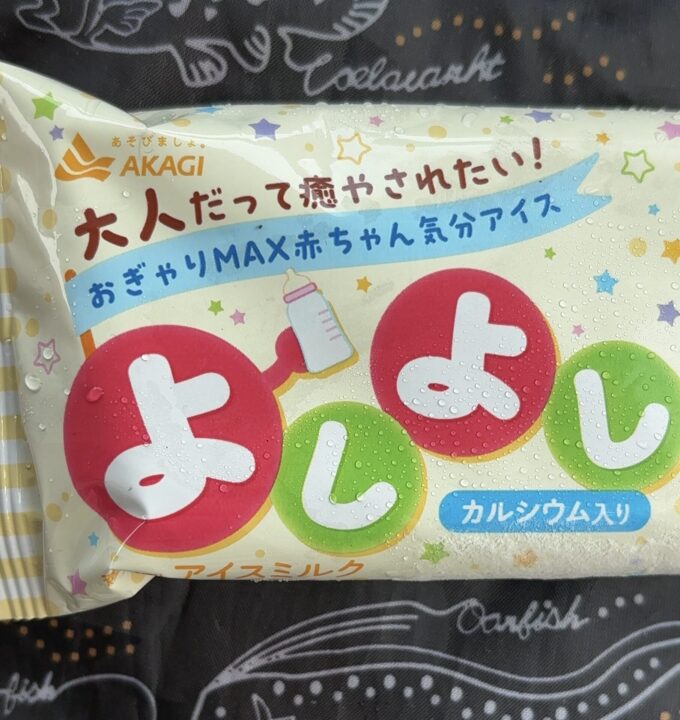 Coelacanth
あそびましょ。
AKAGI
大人だって癒やされたい!
おぎゃりMAX赤ちゃん気分アイス
よしよし
カルシウム入り
アイスミルク
Oarfish
fish